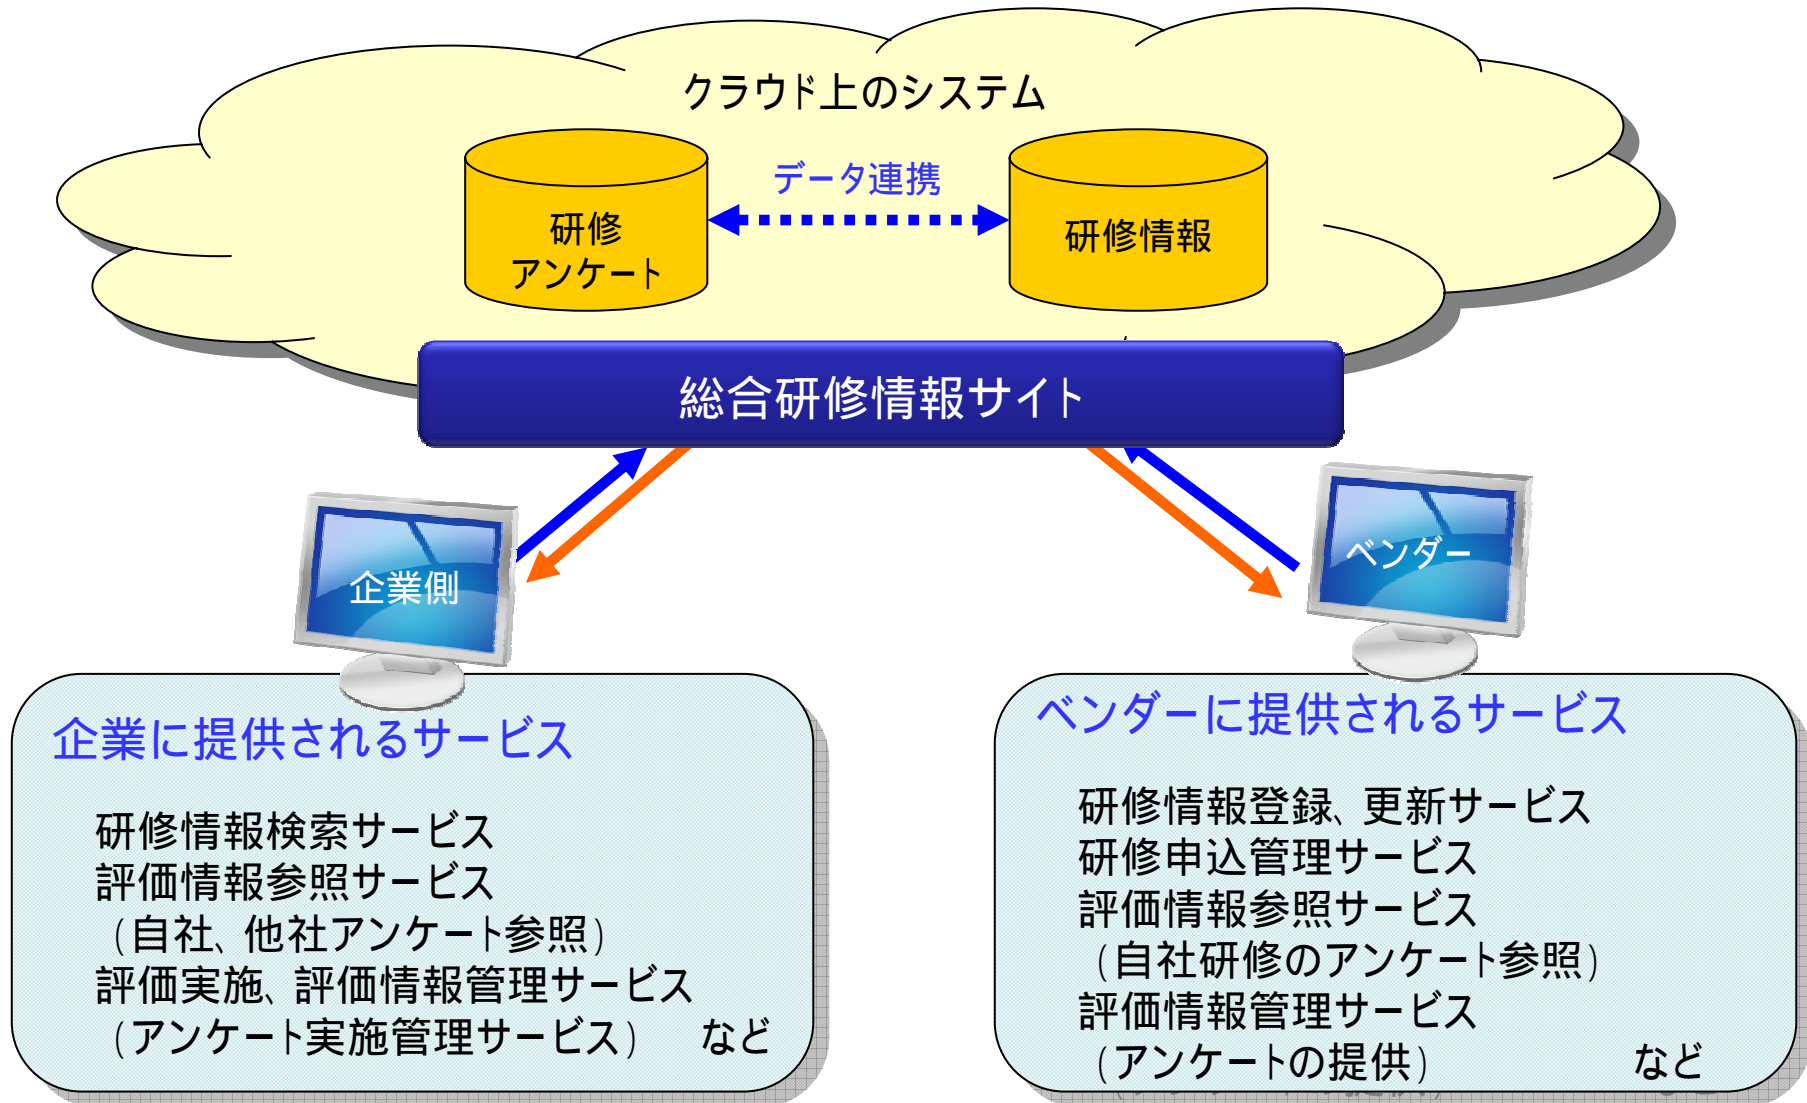 クラウド上のシステム
データ連携
研修
アンケート
研修情報
総合研修情報サイト
企業側
ベンダー
企業に提供されるサービス
研修情報検索サービス
評価情報参照サービス
(自社、他社アンケート参照)
評価実施、評価情報管理サービス
(アンケート実施管理サービス) など
ベンダーに提供されるサービス
研修情報登録、更新サービス
研修申込管理サービス
評価情報参照サービス
(自社研修のアンケート参照)
評価情報管理サービス
(アンケートの提供) など